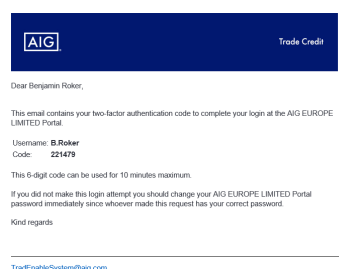 AIG
Trade Credit
Dear Benjamin Roker,
This email contains your two-factor authentication code to complete your login at the AIG EUROPE
LIMITED Portal.
Username: B.Roker
Code: 221479
This 6-digit code can be used for 10 minutes maximum.
If you did not make this login attempt you should change your AIG EUROPE LIMITED Portal
password immediately since whoever made this request has your correct password.
Kind regards
TradEnableSystem@aig.com